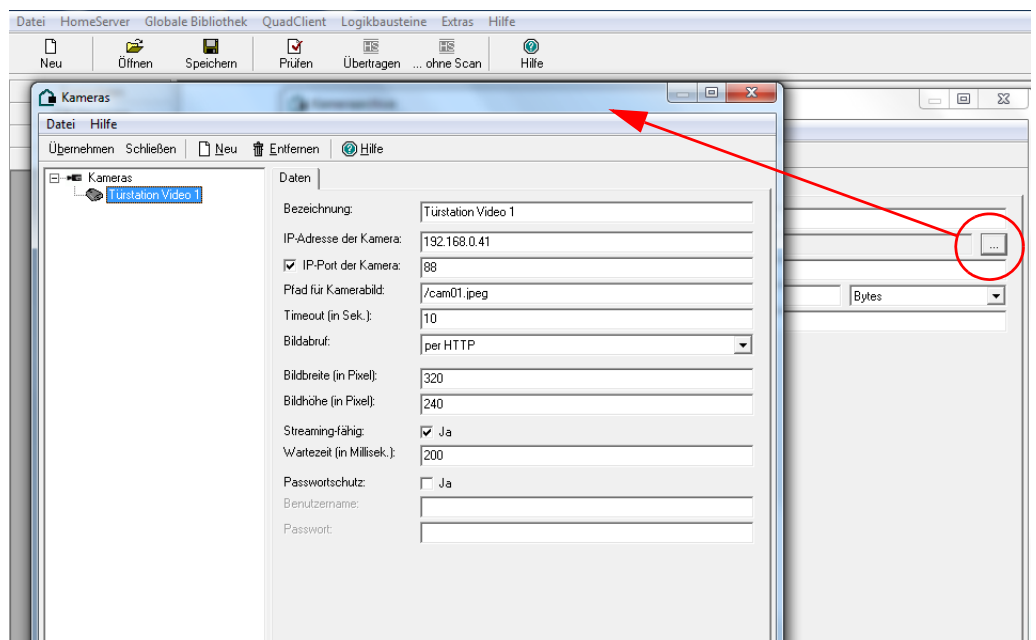 Datei HomeServer Globale Bibliothek QuadClient Logikbausteine Extras Hilfe
Neu Öffnen Speichern Prüfen Übertragen ... ohne Scan Hilfe
Kameras
Datei Hilfe
Übernehmen Schließen Neu Entfernen Hilfe
Kameras
Türstation Video 1
Daten
Bezeichnung: Türstation Video 1
IP-Adresse der Kamera: 192.168.0.41
IP-Port der Kamera: 88
Pfad für Kamerabild: /cam01.jpeg
Timeout (in Sek.): 10
Bildabruf: per HTTP
Bildbreite (in Pixel): 320
Bildhöhe (in Pixel): 240
Streaming-fähig: Ja
Wartezeit (in Millisek.): 200
Passwortschutz: Ja
Benutzername:
Passwort:
...
Bytes